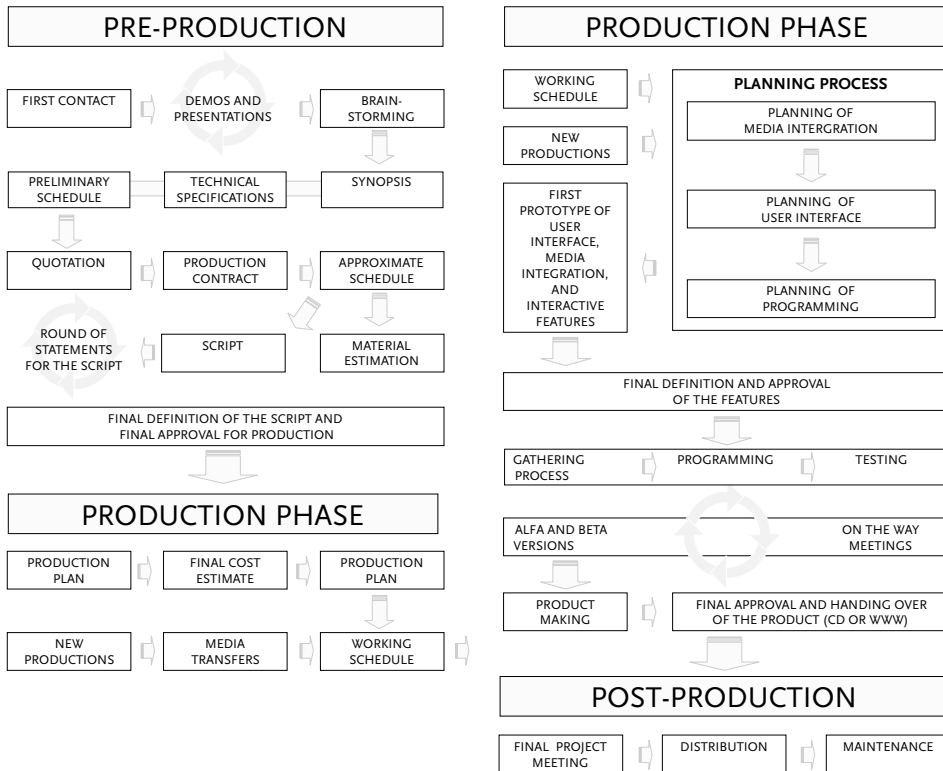 PRE-PRODUCTION
FIRST CONTACT
DEMOS AND
PRESENTATIONS
BRAIN-
STORMING
PRELIMINARY
SCHEDULE
TECHNICAL
SPECIFICATIONS
SYNOPSIS
QUOTATION
PRODUCTION
CONTRACT
APPROXIMATE
SCHEDULE
ROUND OF
STATEMENTS
FOR THE SCRIPT
SCRIPT
MATERIAL
ESTIMATION
FINAL DEFINITION OF THE SCRIPT AND
FINAL APPROVAL FOR PRODUCTION
PRODUCTION PHASE
PRODUCTION
PLAN
FINAL COST
ESTIMATE
PRODUCTION
PLAN
NEW
PRODUCTIONS
MEDIA
TRANSFERS
WORKING
SCHEDULE
PRODUCTION PHASE
WORKING
SCHEDULE
NEW
PRODUCTIONS
PLANNING PROCESS
PLANNING OF
MEDIA INTERGRATION
PLANNING OF
USER INTERFACE
PLANNING OF
PROGRAMMING
FIRST
PROTOTYPE OF
USER
INTERFACE,
MEDIA
INTEGRATION,
AND
INTERACTIVE
FEATURES
FINAL DEFINITION AND APPROVAL
OF THE FEATURES
GATHERING
PROCESS
PROGRAMMING
TESTING
ALFA AND BETA
VERSIONS
ON THE WAY
MEETINGS
PRODUCT
MAKING
FINAL APPROVAL AND HANDING OVER
OF THE PRODUCT (CD OR WWW)
POST-PRODUCTION
FINAL PROJECT
MEETING
DISTRIBUTION
MAINTENANCE